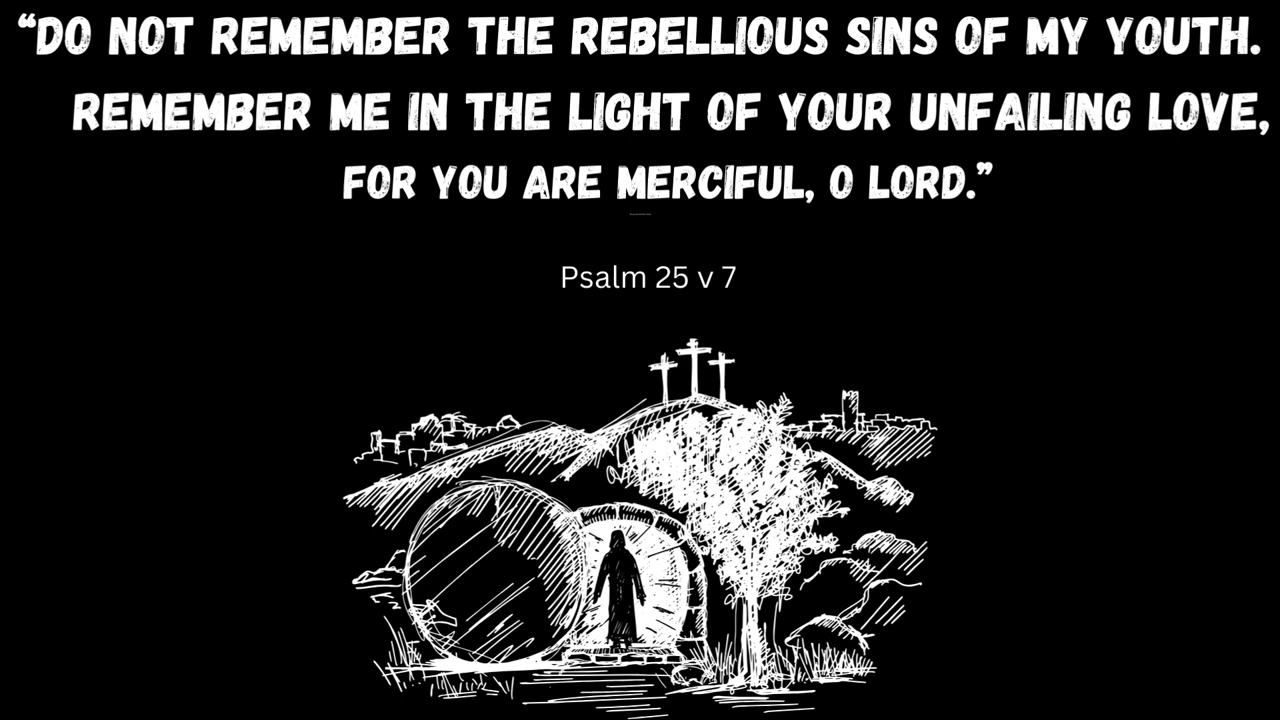 “DO NOT REMEMBER THE REBELLIOUS SINS OF MY YOUTH.
REMEMBER ME IN THE LIGHT OF YOUR UNFAILING LOVE,
FOR YOU ARE MERCIFUL, O LORD.”
Psalm 25 v 7